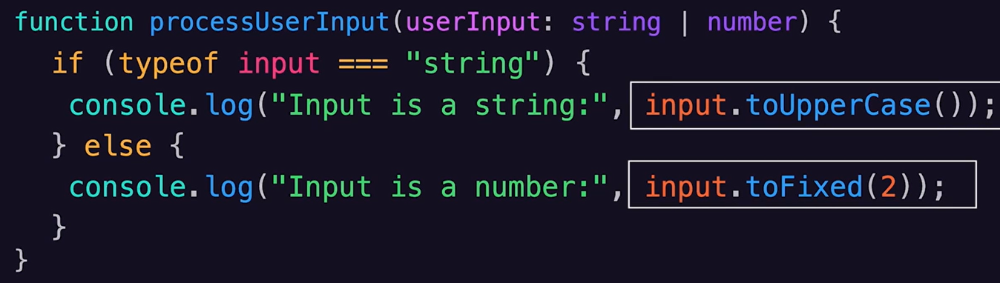 function processUserInput(userInput: string | number) {
if (typeof input === "string") {
console.log("Input is a string:", input.toUpperCase());
} else {
console.log("Input is a number:", input.toFixed(2));
}
}